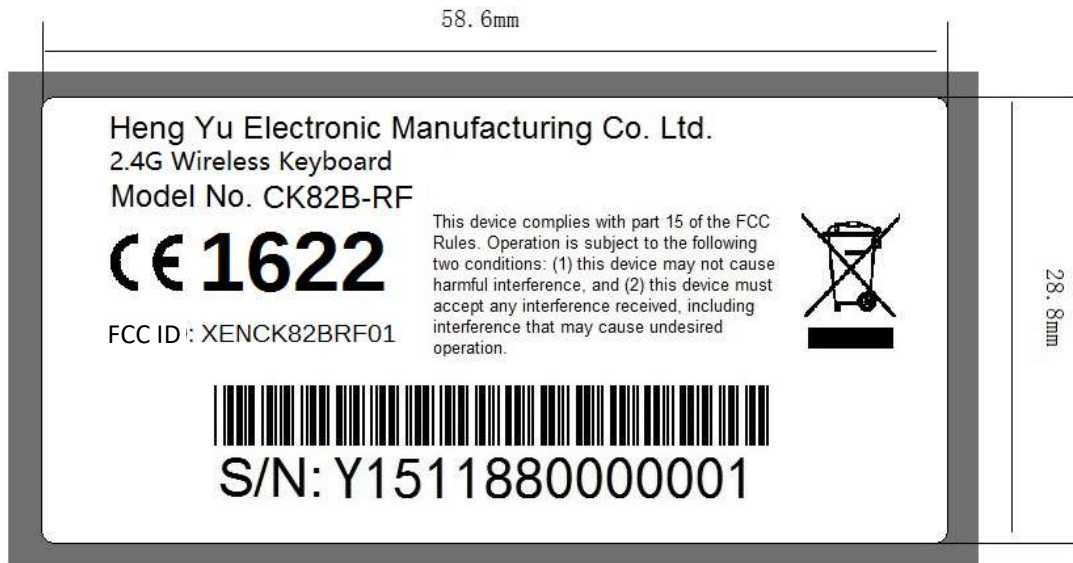 58.6mm
Heng Yu Electronic Manufacturing Co. Ltd.
2.4G Wireless Keyboard
Model No. CK82B-RF
CE 1622
FCC ID : XENCK82BRF01
This device complies with part 15 of the FCC
Rules. Operation is subject to the following
two conditions: (1) this device may not cause
harmful interference, and (2) this device must
accept any interference received, including
interference that may cause undesired
operation.
28.8mm
S/N: Y1511880000001